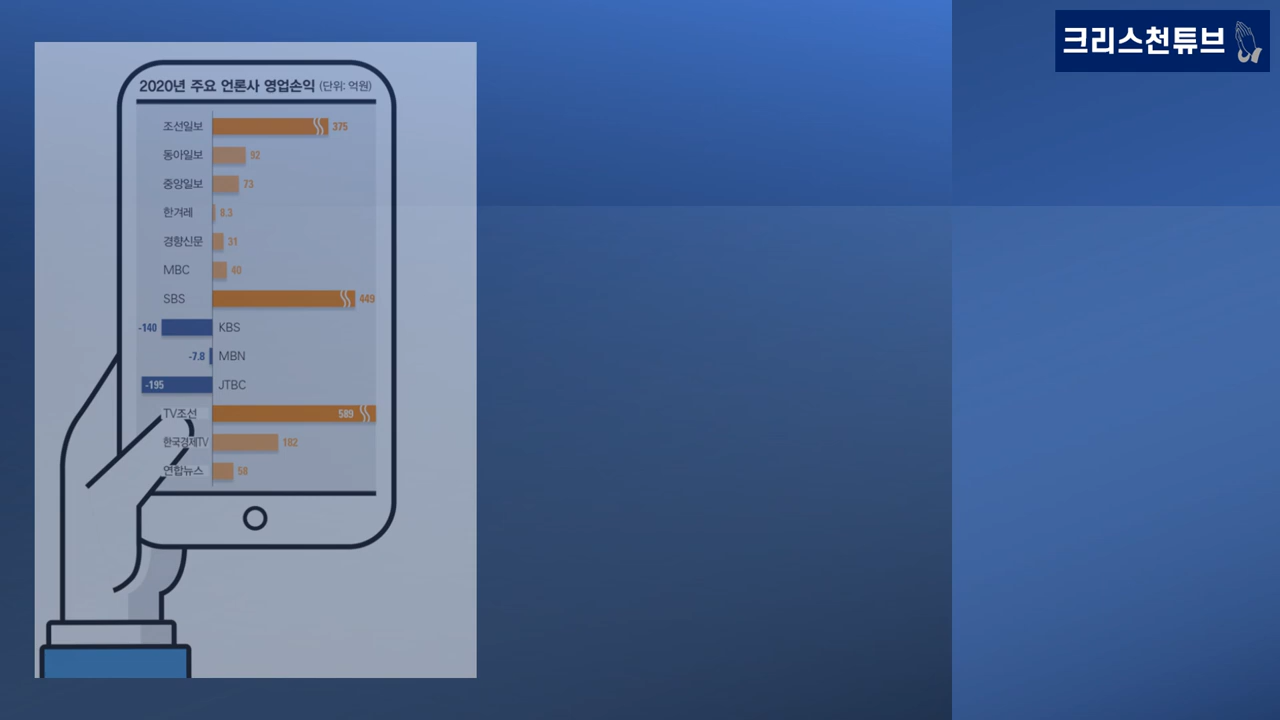 크리스천튜브
2020년 주요 언론사 영업손익 (단위: 억원)
조선일보 375
동아일보 92
중앙일보 73
한겨레 8.3
경향신문 31
MBC 40
SBS 449
-140 KBS
-7.8 MBN
-195 JTBC
TV조선 589
한국경제TV 182
연합뉴스 58